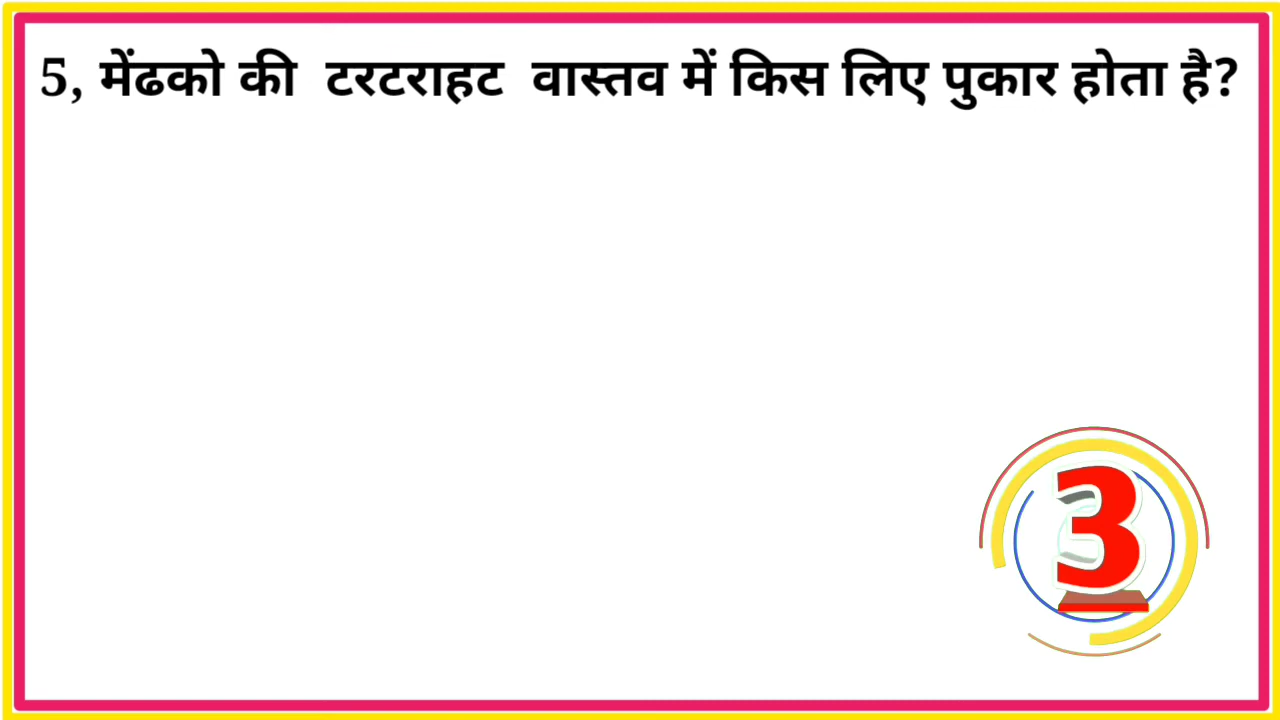 5, मेंढको की टरटराहट वास्तव में किस लिए पुकार होता है?
3